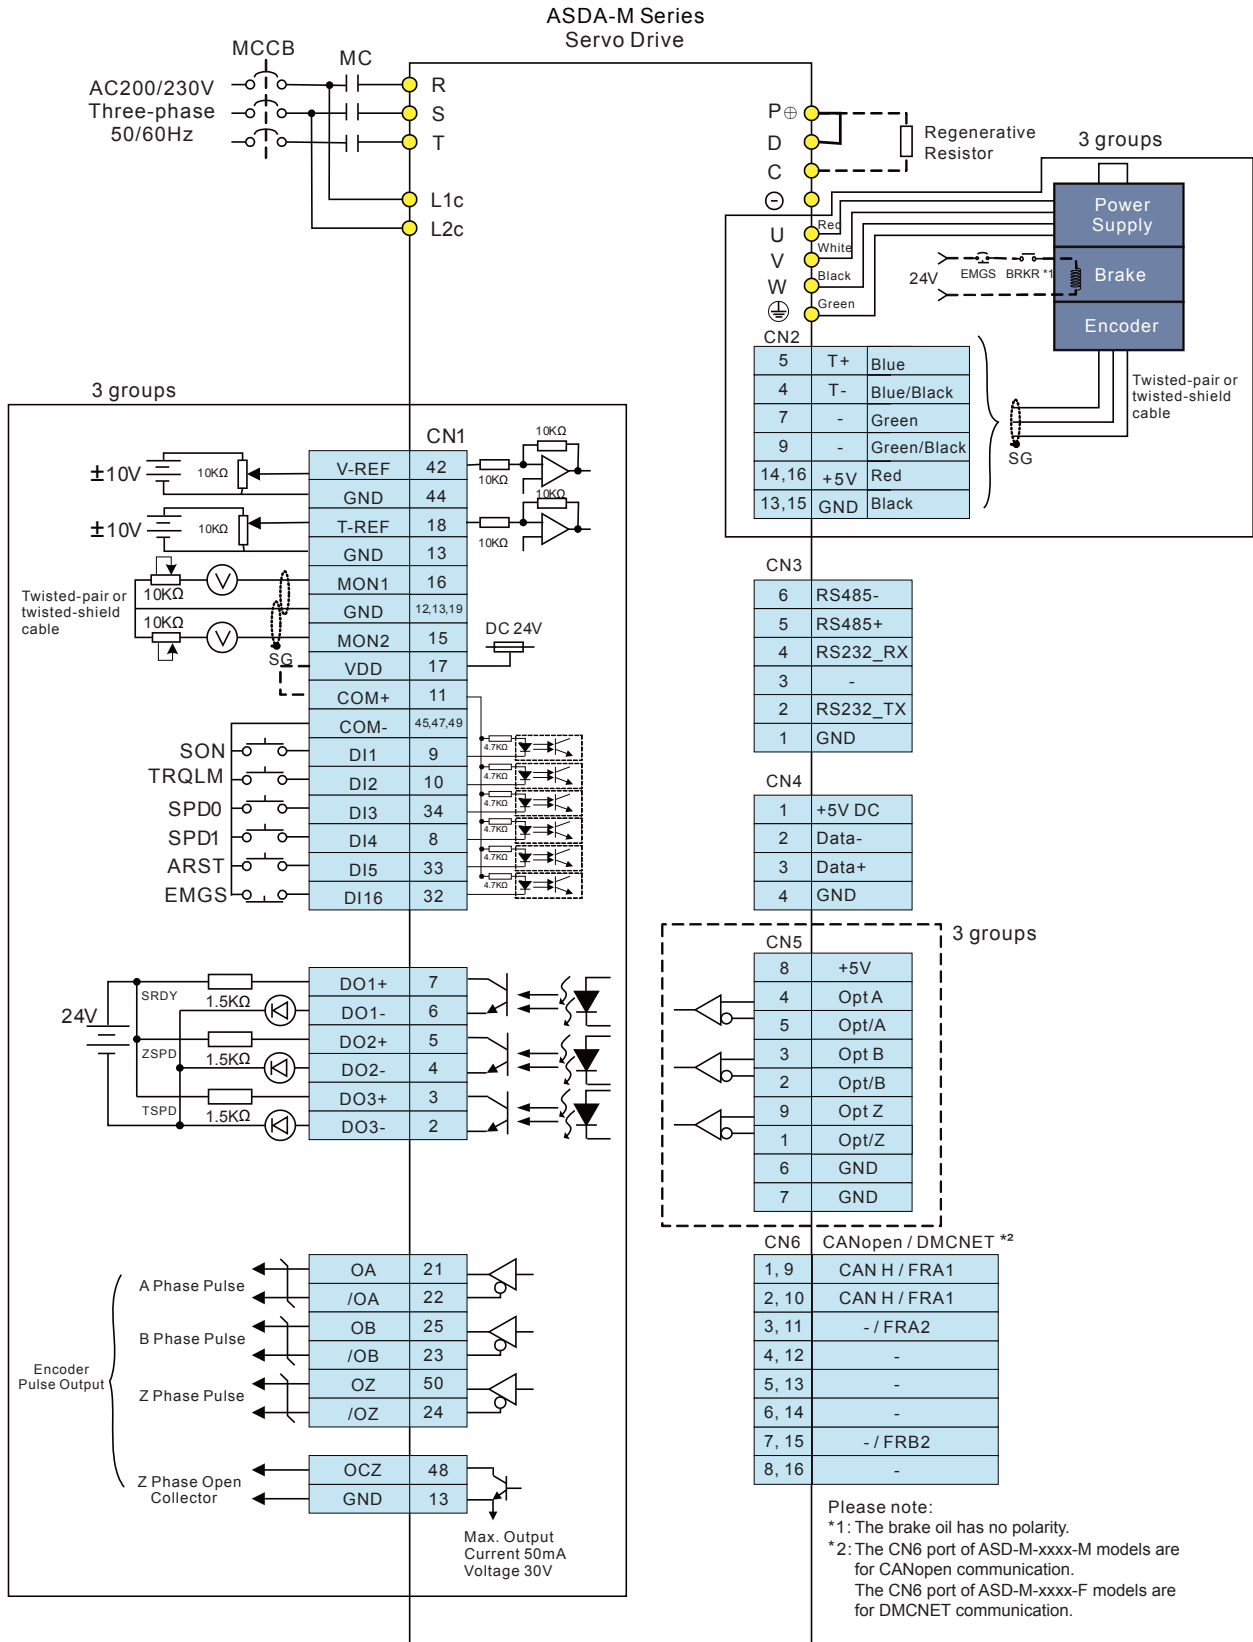 ASDA-M Series
Servo Drive
MCCB
MC
AC200/230V
Three-phase
50/60Hz
R
S
T
L1c
L2c
P⊕
D
C
⊖
U
V
W
Regenerative
Resistor
3 groups
Red
White
Black
Green
Power
Supply
Brake
Encoder
24V
EMGS
BRKR *1
Twisted-pair or
twisted-shield
cable
SG
CN2
5 T+ Blue
4 T- Blue/Black
7 - Green
9 - Green/Black
14,16 +5V Red
13,15 GND Black
3 groups
CN1
±10V
10KΩ
V-REF 42
10KΩ
10KΩ
GND 44
±10V
10KΩ
T-REF 18
10KΩ
10KΩ
GND 13
MON1 16
10KΩ
V
Twisted-pair or
twisted-shield
cable
GND 12,13,19
10KΩ
V
MON2 15
SG
DC 24V
VDD 17
COM+ 11
COM- 45,47,49
SON DI1 9 4.7KΩ
TRQLM DI2 10 4.7KΩ
SPD0 DI3 34 4.7KΩ
SPD1 DI4 8 4.7KΩ
ARST DI5 33 4.7KΩ
EMGS DI16 32 4.7KΩ
24V
SRDY
1.5KΩ
DO1+ 7
DO1- 6
ZSPD
1.5KΩ
DO2+ 5
DO2- 4
TSPD
1.5KΩ
DO3+ 3
DO3- 2
Encoder
Pulse Output
A Phase Pulse
OA 21
/OA 22
B Phase Pulse
OB 25
/OB 23
Z Phase Pulse
OZ 50
/OZ 24
Z Phase Open
Collector
OCZ 48
GND 13
Max. Output
Current 50mA
Voltage 30V
CN3
6 RS485-
5 RS485+
4 RS232_RX
3 -
2 RS232_TX
1 GND
CN4
1 +5V DC
2 Data-
3 Data+
4 GND
3 groups
CN5
8 +5V
4 Opt A
5 Opt/A
3 Opt B
2 Opt/B
9 Opt Z
1 Opt/Z
6 GND
7 GND
CN6 CANopen / DMCNET *²
1, 9 CAN H / FRA1
2, 10 CAN H / FRA1
3, 11 - / FRA2
4, 12 -
5, 13 -
6, 14 -
7, 15 - / FRB2
8, 16 -
Please note:
*1: The brake oil has no polarity.
*2: The CN6 port of ASD-M-xxxx-M models are
for CANopen communication.
The CN6 port of ASD-M-xxxx-F models are
for DMCNET communication.